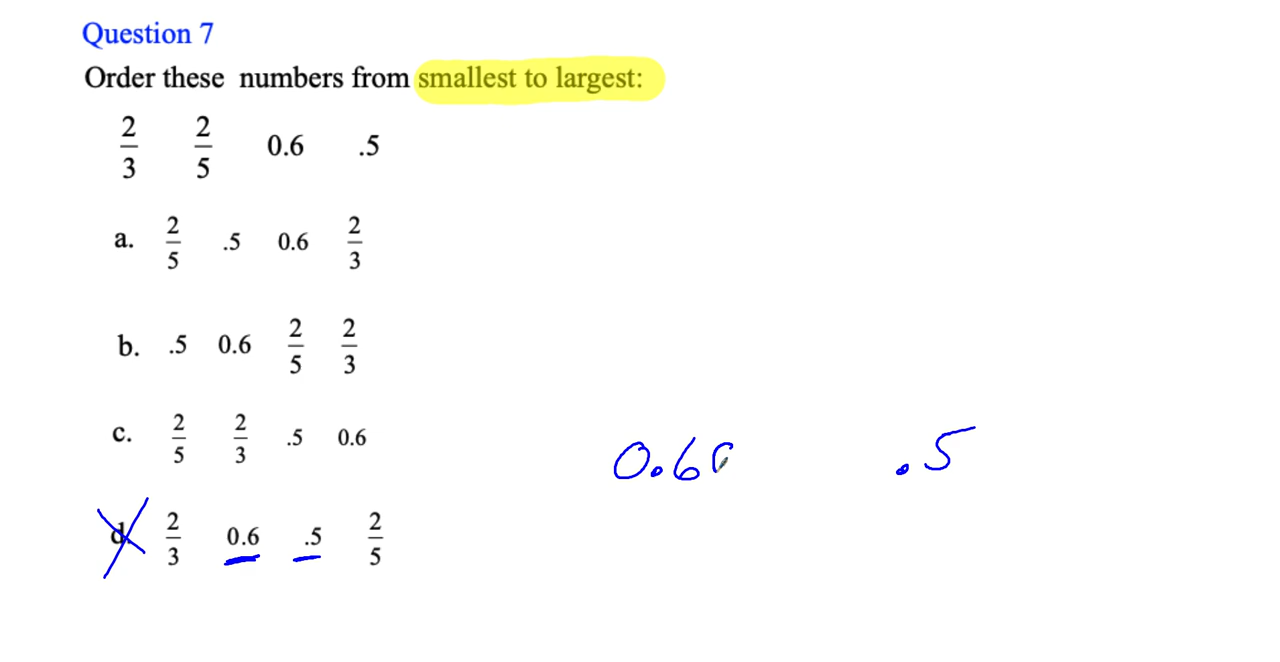 Question 7
Order these numbers from smallest to largest:
2/3 2/5 0.6 .5
a. 2/5 .5 0.6 2/3
b. .5 0.6 2/5 2/3
c. 2/5 2/3 .5 0.6
0.60 .5
d. 2/3 0.6 .5 2/5